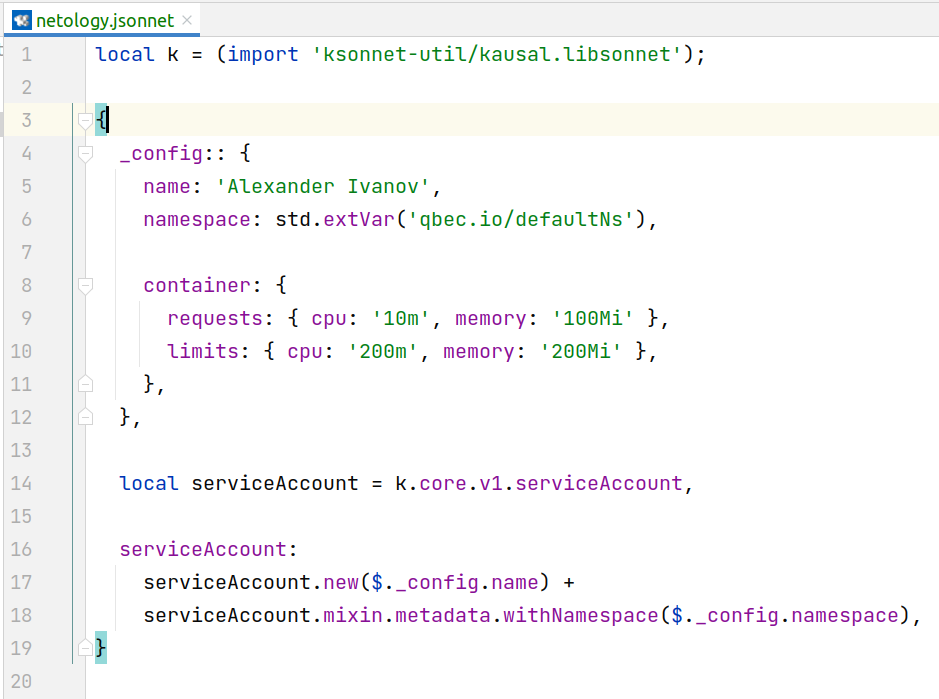 netology.jsonnet
1 local k = (import 'ksonnet-util/kausal.libsonnet');
2
3 {
4   _config:: {
5     name: 'Alexander Ivanov',
6     namespace: std.extVar('qbec.io/defaultNs'),
7
8     container: {
9       requests: { cpu: '10m', memory: '100Mi' },
10       limits: { cpu: '200m', memory: '200Mi' },
11     },
12   },
13
14   local serviceAccount = k.core.v1.serviceAccount,
15
16   serviceAccount:
17     serviceAccount.new($._config.name) +
18     serviceAccount.mixin.metadata.withNamespace($._config.namespace),
19 }
20